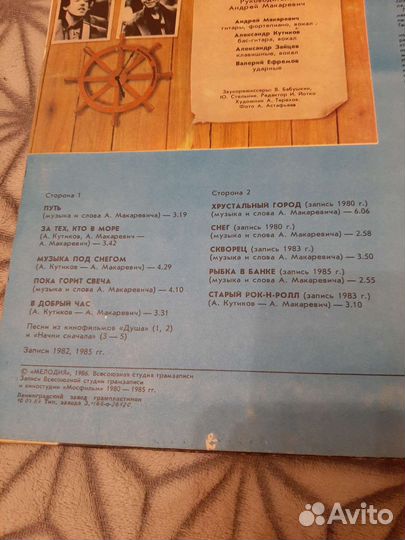 Андрей Макаревич
Андрей Макаревич
гитары, фортепиано, вокал
Александр Кутиков
бас-гитара, вокал
Александр Зайцев
клавишные, вокал
Валерий Ефремов
ударные
Звукорежиссеры: В. Бабушкин,
Ю. Стельник. Редактор И. Йотко
Художник А. Терехов.
Фото А. Астафьева
Сторона 1
ПУТЬ
(музыка и слова А. Макаревича) — 3.19
ЗА ТЕХ, КТО В МОРЕ
(А. Кутиков, А. Макаревич —
А. Макаревич) — 3.42
МУЗЫКА ПОД СНЕГОМ
(А. Кутиков — А. Макаревич) — 4.29
ПОКА ГОРИТ СВЕЧА
(музыка и слова А. Макаревича) — 4.10
В ДОБРЫЙ ЧАС
(А. Кутиков — А. Макаревич) — 3.31
Песни из кинофильмов «Душа» (1, 2)
и «Начни сначала» (3 — 5)
Записи 1982, 1985 гг.
Сторона 2
ХРУСТАЛЬНЫЙ ГОРОД (запись 1980 г.)
(музыка и слова А. Макаревича) — 6.06
СНЕГ (запись 1980 г.)
(музыка и слова А. Макаревича) — 2.58
СКВОРЕЦ (запись 1983 г.)
(музыка и слова А. Макаревича) — 3.50
РЫБКА В БАНКЕ (запись 1985 г.)
(музыка и слова А. Макаревича) — 2.55
СТАРЫЙ РОК-Н-РОЛЛ (запись 1983 г.)
(А. Кутиков — А. Макаревич) — 3.10
© «МЕЛОДИЯ», 1986. Всесоюзная студия грамзаписи
Записи Всесоюзной студии грамзаписи
и киностудии «Мосфильм» 1980 — 1985 гг.
Ленинградский завод грампластинок
Тип. завода
Avito